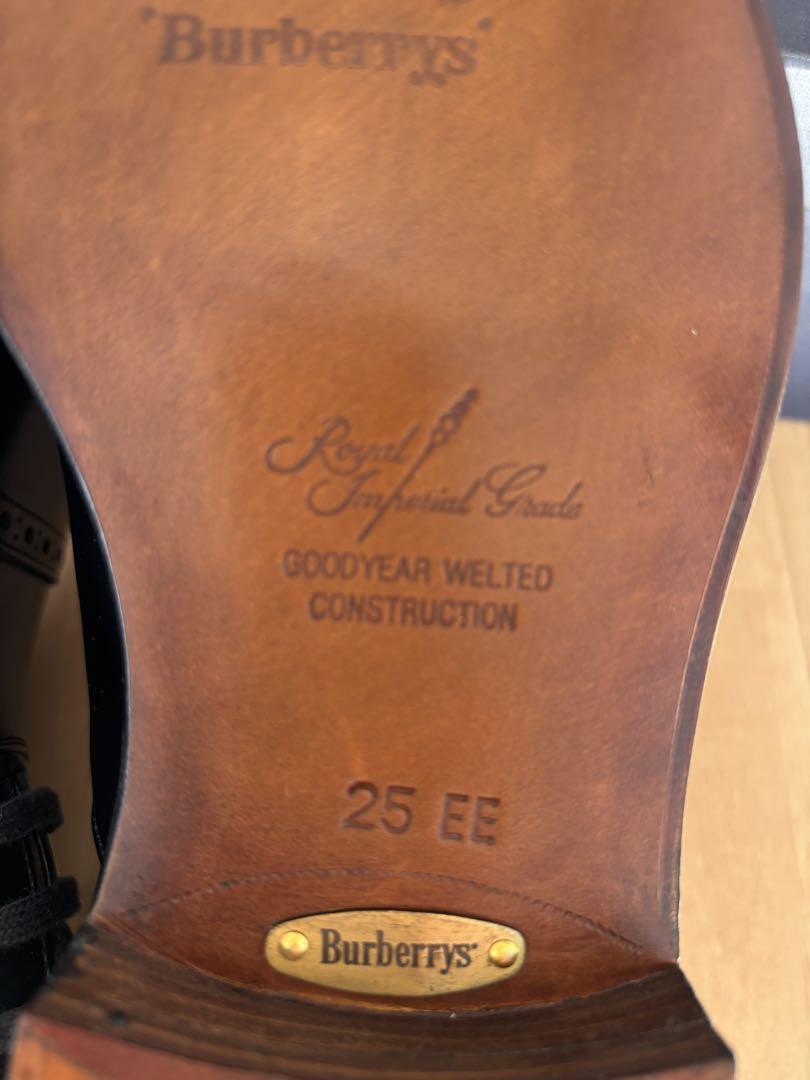 Burberrys
Royal
Imperial Grade
GOODYEAR WELTED
CONSTRUCTION
25 EE
Burberrys